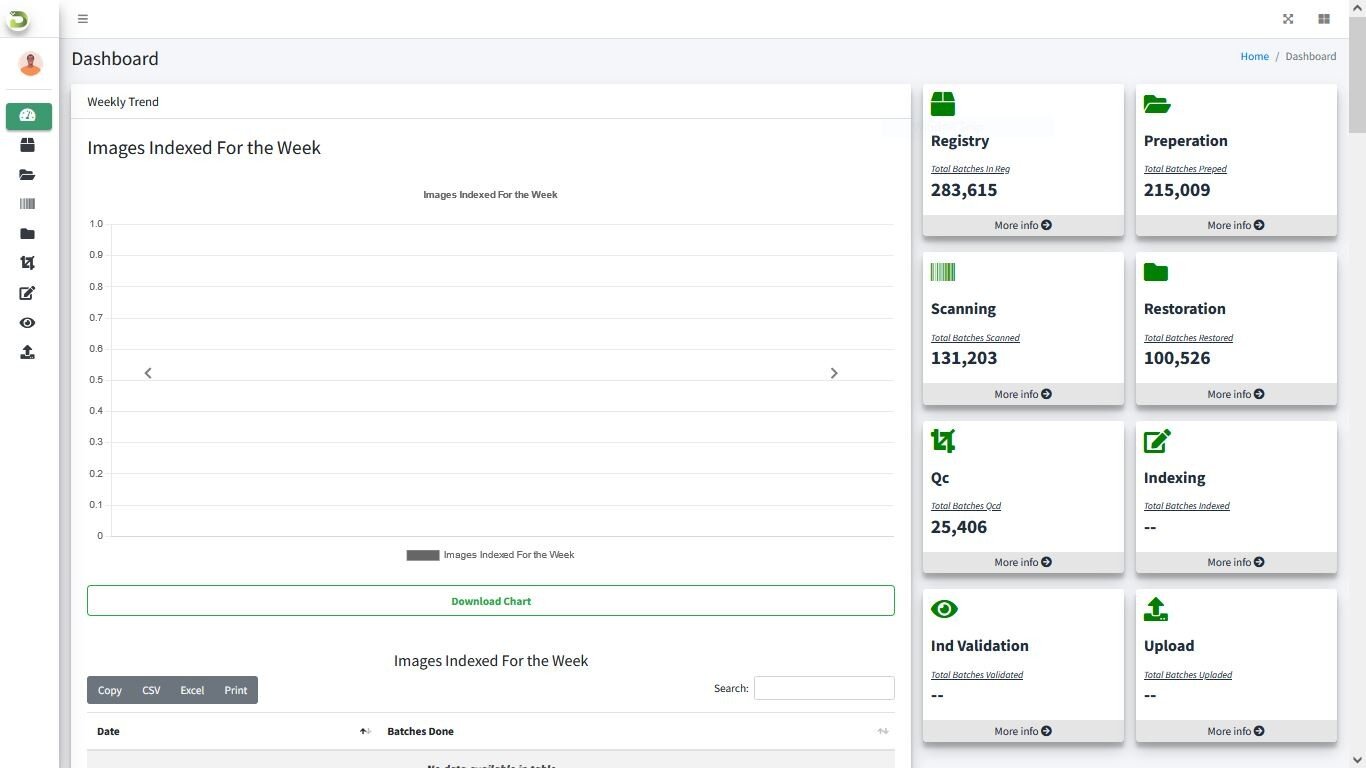 Dashboard
Home / Dashboard
Weekly Trend
Images Indexed For the Week
Images Indexed For the Week
1.0
0.9
0.8
0.7
0.6
0.5
0.4
0.3
0.2
0.1
0
Images Indexed For the Week
Download Chart
Images Indexed For the Week
Copy CSV Excel Print
Search:
Date Batches Done
No data available in table
Registry
Total Batches In Reg
283,615
More info
Preperation
Total Batches Preped
215,009
More info
Scanning
Total Batches Scanned
131,203
More info
Restoration
Total Batches Restored
100,526
More info
Qc
Total Batches Qcd
25,406
More info
Indexing
Total Batches Indexed
--
More info
Ind Validation
Total Batches Validated
--
More info
Upload
Total Batches Upladed
--
More info